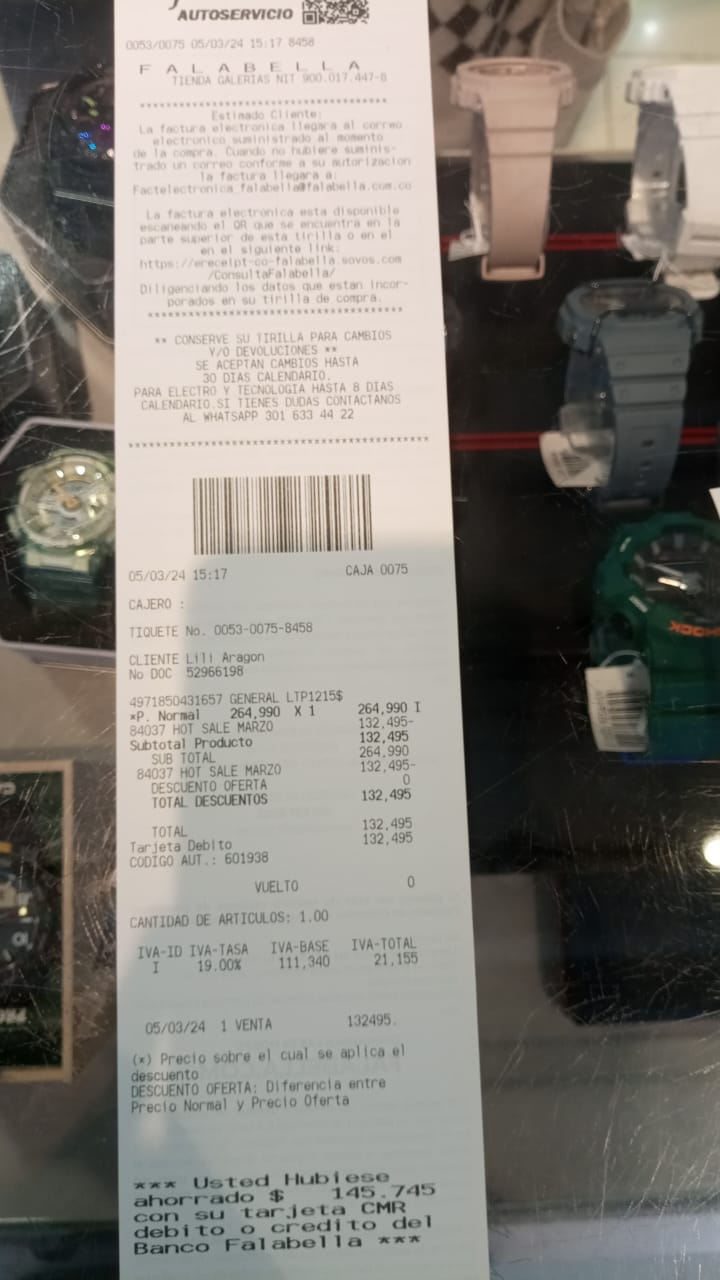 AUTOSERVICIO
0053/0075 05/03/24 15:17 8458
F A L A B E L L A
TIENDA GALERIAS NIT 900.017.447-8
****************************************
Estimado Cliente:
La factura electronica llegara al correo
electronico suministrado al momento
de la compra. Cuando no hubiere suminis-
trado un correo conforme a su autorizacion
la factura llegara a:
Factelectronica_falabella@falabella.com.co
La factura electronica esta disponible
escaneando el QR que se encuentra en la
parte superior de esta tirilla o en el
en el siguiente link:
https://ereceipt-co-falabella.sovos.com
/ConsultaFalabella/
Diligenciando los datos que estan incor-
porados en su tirilla de compra.
****************************************
** CONSERVE SU TIRILLA PARA CAMBIOS
Y/O DEVOLUCIONES **
SE ACEPTAN CAMBIOS HASTA
30 DIAS CALENDARIO.
PARA ELECTRO Y TECNOLOGIA HASTA 8 DIAS
CALENDARIO.SI TIENES DUDAS CONTACTANOS
AL WHATSAPP 301 633 44 22
****************************************
05/03/24 15:17 CAJA 0075
CAJERO :
TIQUETE No. 0053-0075-8458
CLIENTE Lili Aragon
No DOC 52966198
4971850431657 GENERAL LTP1215$
*P. Normal 264,990 X 1 264,990 I
84037 HOT SALE MARZO 132,495-
Subtotal Producto 132,495
SUB TOTAL 264,990
84037 HOT SALE MARZO 132,495-
DESCUENTO OFERTA 0
TOTAL DESCUENTOS 132,495
TOTAL 132,495
Tarjeta Debito 132,495
CODIGO AUT.: 601938
VUELTO 0
CANTIDAD DE ARTICULOS: 1.00
IVA-ID IVA-TASA IVA-BASE IVA-TOTAL
I 19.00% 111,340 21,155
05/03/24 1 VENTA 132495.
(*) Precio sobre el cual se aplica el
descuento
DESCUENTO OFERTA: Diferencia entre
Precio Normal y Precio Oferta
*** Usted Hubiese
ahorrado $ 145.745
con su tarjeta CMR
debito o credito del
Banco Falabella ***